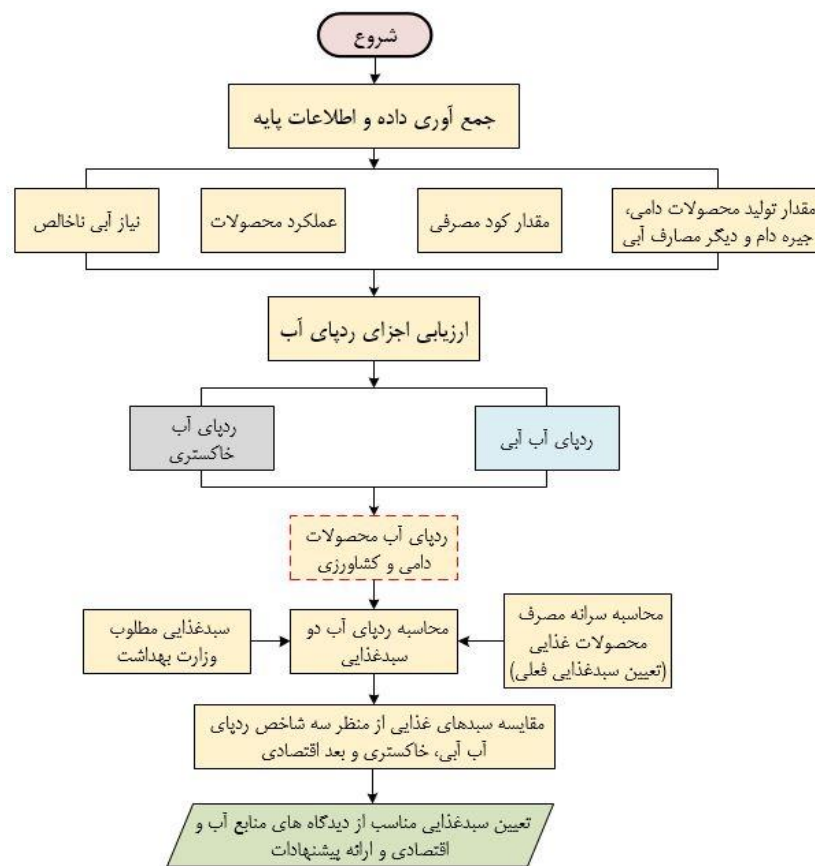 شروع
جمع آوری داده و اطلاعات پایه
مقدار تولید محصولات دامی،
جیره دام و دیگر مصارف آبی
مقدار کود مصرفی
عملکرد محصولات
نیاز آبی ناخالص
ارزیابی اجزای ردپای آب
ردپای آب آبی
ردپای آب
خاکستری
ردپای آب محصولات
دامی و کشاورزی
محاسبه سرانه مصرف
محصولات غذایی
(تعیین سبدغذایی فعلی)
محاسبه ردپای آب دو
سبدغذایی
سبدغذایی مطلوب
وزارت بهداشت
مقایسه سبدهای غذایی از منظر سه شاخص ردپای
آب آبی، خاکستری و بعد اقتصادی
تعیین سبدغذایی مناسب از دیدگاه های منابع آب و
اقتصادی و ارائه پیشنهادات